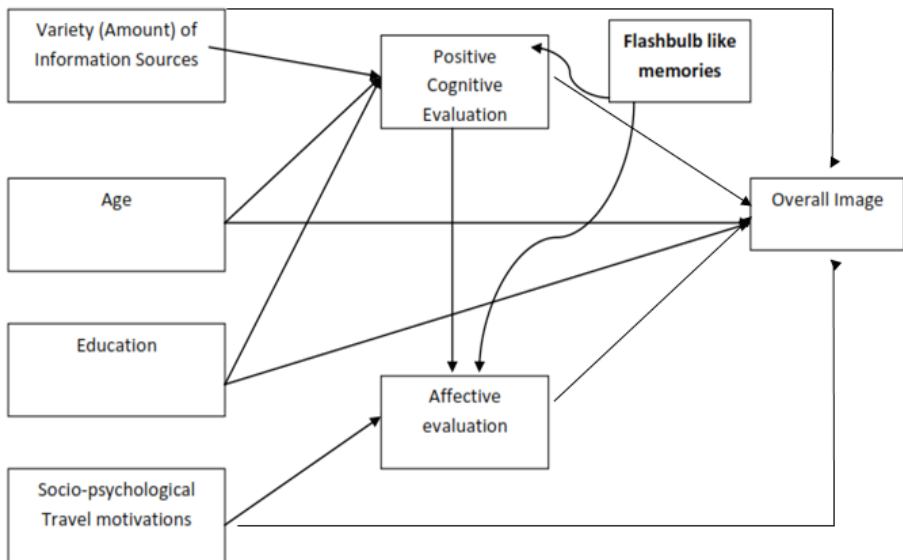 Variety (Amount) of
Information Sources
Positive
Cognitive
Evaluation
Flashbulb like
memories
Age
Overall Image
Education
Affective
evaluation
Socio-psychological
Travel motivations